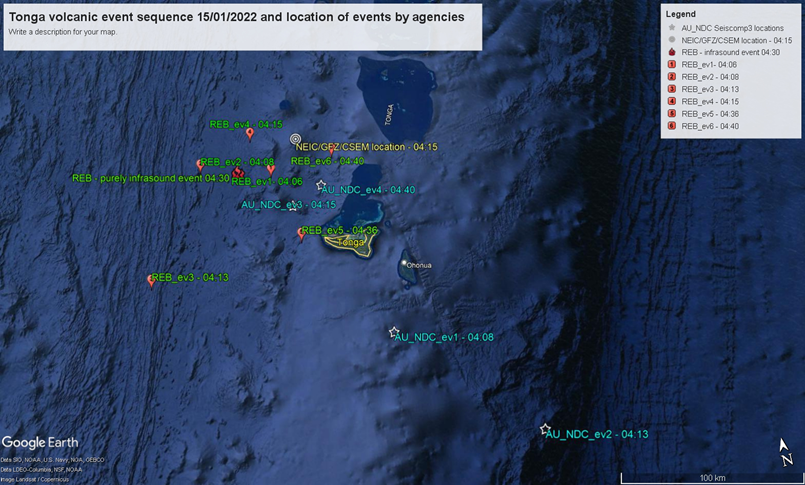 Tonga volcanic event sequence 15/01/2022 and location of events by agencies
Write a description for your map.
Legend
AU_NDC Seiscomp3 locations
NEIC/GFZ/CSEM location - 04:15
REB - infrasound event 04:30
1 REB_ev1- 04:06
2 REB_ev2 - 04:08
3 REB_ev3 - 04:13
4 REB_ev4 - 04:15
5 REB_ev5 - 04:36
6 REB_ev6 - 04:40
TONGA
REB_ev4 - 04:15
NEIC/GFZ/CSEM location - 04:15
REB_ev2 - 04:08
REB_ev6 - 04:40
REB - purely infrasound event 04:30
REB_ev1 - 04:06
AU_NDC_ev4 - 04:40
AU_NDC_ev3 - 04:15
REB_ev5 - 04:36
Tonga
Ohonua
REB_ev3 - 04:13
AU_NDC_ev1 - 04:08
AU_NDC_ev2 - 04:13
Google Earth
Data SIO, NOAA, U.S. Navy, NGA, GEBCO
Data LDEO-Columbia, NSF, NOAA
Image Landsat / Copernicus
N
100 km